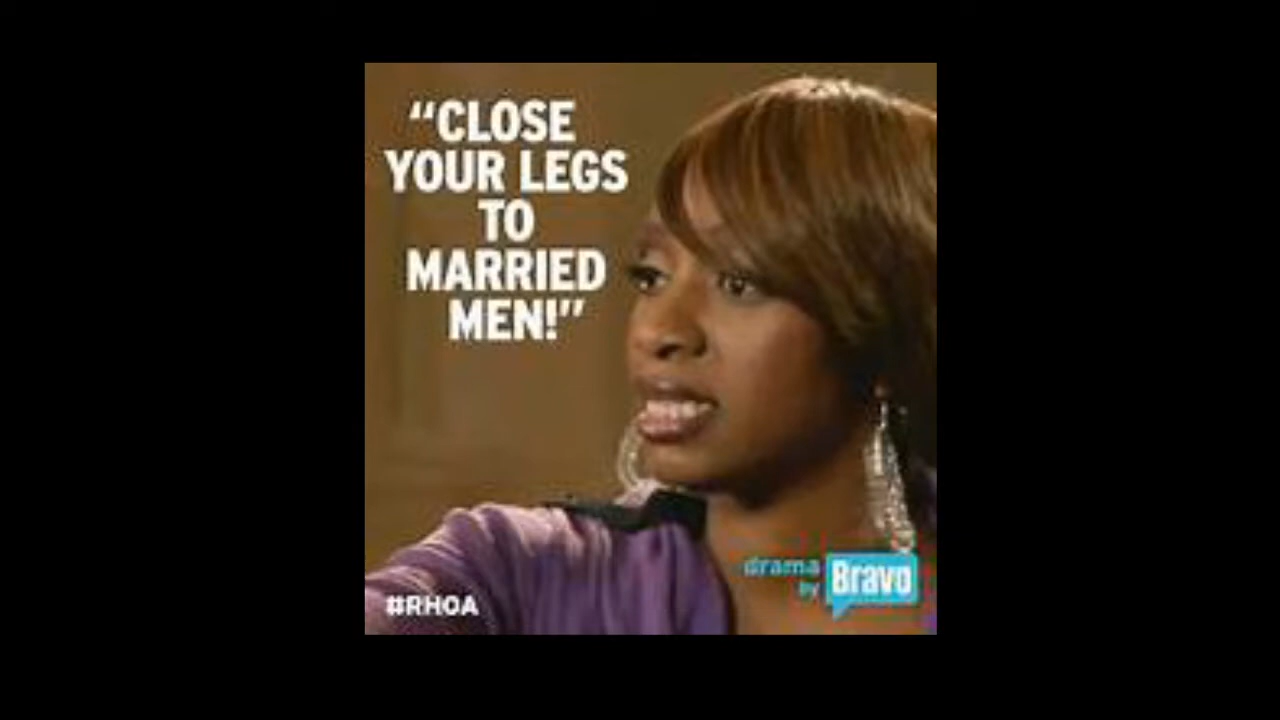 “CLOSE
YOUR LEGS
TO
MARRIED
MEN!”
drama
by Bravo
#RHOA